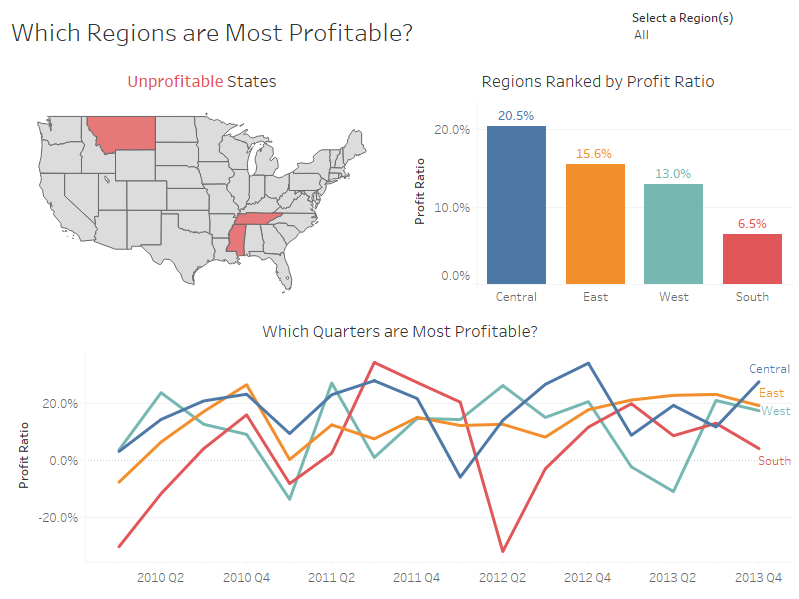 Which Regions are Most Profitable?
Select a Region(s)
All
Unprofitable States
Regions Ranked by Profit Ratio
Profit Ratio
20.0%
10.0%
0.0%
20.5%
15.6%
13.0%
6.5%
Central
East
West
South
Which Quarters are Most Profitable?
Profit Ratio
20.0%
0.0%
-20.0%
Central
East
West
South
2010 Q2
2010 Q4
2011 Q2
2011 Q4
2012 Q2
2012 Q4
2013 Q2
2013 Q4